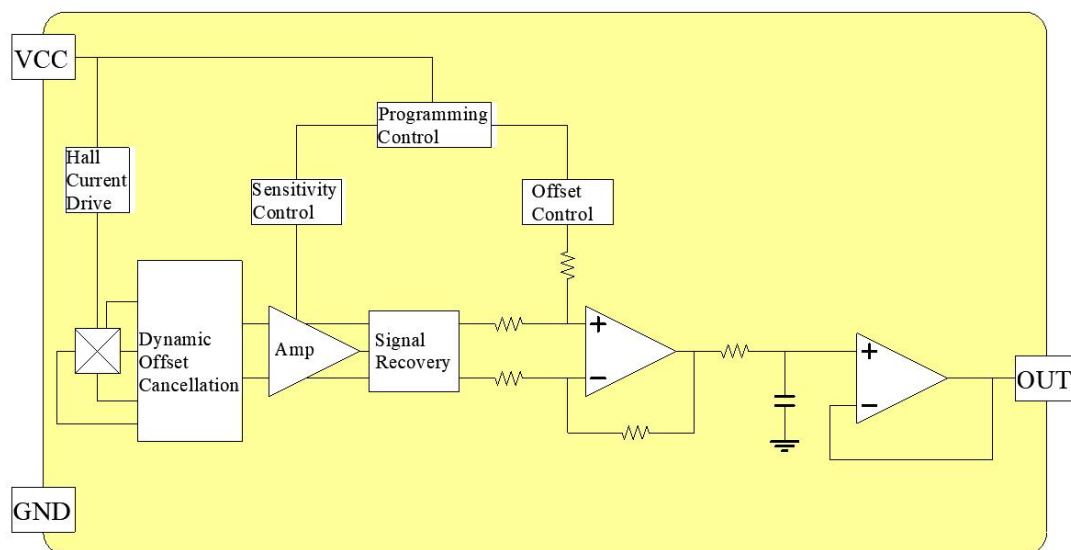 VCC
Programming
Control
Hall
Current
Drive
Sensitivity
Control
Offset
Control
Dynamic
Offset
Cancellation
Amp
Signal
Recovery
+
−
+
−
OUT
GND